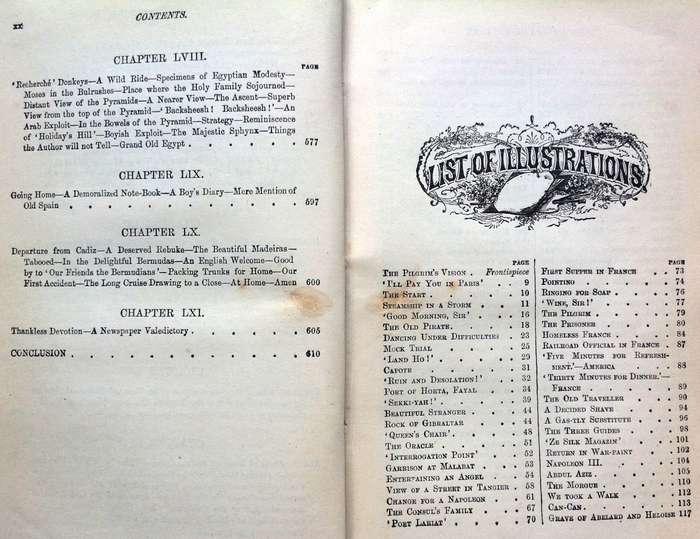 xx
CONTENTS.
CHAPTER LVIII.
PAGE
'Recherché' Donkeys—A Wild Ride—Specimens of Egyptian Modesty—
Moses in the Bulrushes—Place where the Holy Family Sojourned—
Distant View of the Pyramids—A Nearer View—The Ascent—Superb
View from the top of the Pyramid—'Backsheesh! Backsheesh!'—An
Arab Exploit—In the Bowels of the Pyramid—Strategy—Reminiscence
of 'Holiday's Hill'—Boyish Exploit—The Majestic Sphynx—Things
the Author will not Tell—Grand Old Egypt . . . . . 577
CHAPTER LIX.
Going Home—A Demoralized Note-Book—A Boy's Diary—Mere Mention of
Old Spain . . . . . . . . . . 597
CHAPTER LX.
Departure from Cadiz—A Deserved Rebuke—The Beautiful Madeiras—
Tabooed—In the Delightful Bermudas—An English Welcome—Good
by to 'Our Friends the Bermudians'—Packing Trunks for Home—Our
First Accident—The Long Cruise Drawing to a Close—At Home—Amen 600
CHAPTER LXI.
Thankless Devotion—A Newspaper Valedictory . . . . . 605
CONCLUSION . . . . . . . . . . 610
LIST OF ILLUSTRATIONS
PAGE
The Pilgrim's Vision . Frontispiece
'I'll Pay You in Paris' . . 9
The Start . . . . 10
Steamship in a Storm . . . 11
'Good Morning, Sir' . . . 16
The Old Pirate . . . . 18
Dancing Under Difficulties . 23
Mock Trial . . . . 25
'Land Ho!' . . . . 29
Capote . . . . 31
'Ruin and Desolation!' . . 32
Port of Horta, Fayal . . . 34
'Sekki-yah!' . . . . 39
Beautiful Stranger . . . 44
Rock of Gibraltar . . . 44
'Queen's Chair' . . . . 48
The Oracle . . . . 51
'Interrogation Point' . . . 52
Garrison at Malabat . . . 53
Entertaining an Angel . . . 54
View of a Street in Tangier . 58
Change for a Napoleon . . . 61
The Consul's Family . . . 67
'Poet Lariat' . . . . 70
PAGE
First Supper in France . . 73
Pointing . . . . 74
Ringing for Soap . . . . 76
'Wine, Sir!' . . . . 77
The Pilgrim . . . . 79
The Prisoner . . . . 80
Homeless France . . . . 84
Railroad Official in France . 87
'Five Minutes for Refresh-
ment.'—America . . . 88
'Thirty Minutes for Dinner.'—
France . . . . 89
The Old Traveller . . . 90
A Decided Shave . . . . 94
A Gas-tly Substitute . . . 96
The Three Guides . . . 98
'Ze Silk Magazin' . . . 101
Return in War-paint . . . 102
Napoleon III. . . . . 104
Abdul Aziz . . . . 105
The Morgue . . . . 110
We took a Walk . . . . 112
Can-Can . . . . 113
Grave of Abelard and Heloise 117